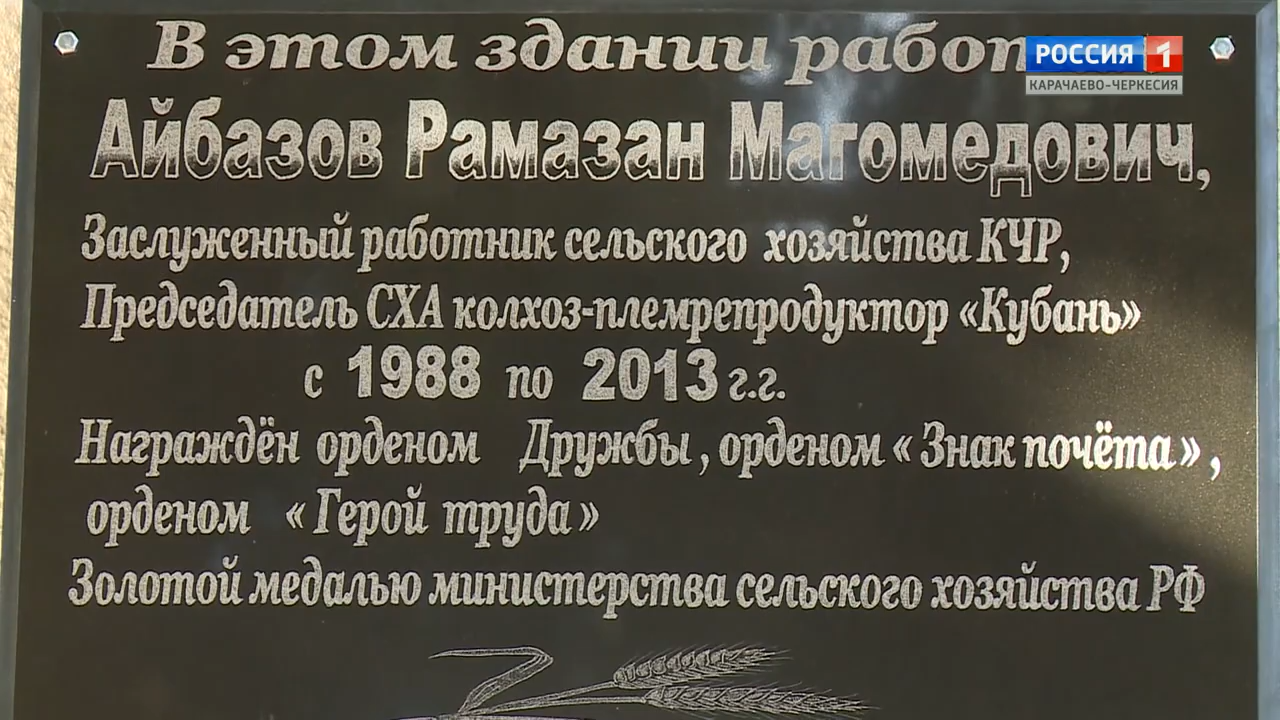 В этом здании
РОССИЯ 1
КАРАЧАЕВО-ЧЕРКЕСИЯ
Айбазов Рамазан Магомедович,
Заслуженный работник сельского хозяйства КЧР,
Председатель СХА колхоз-племрепродуктор «Кубань»
с 1988 по 2013 г.г.
Награждён орденом Дружбы, орденом «Знак почёта»,
орденом «Герой труда»
Золотой медалью министерства сельского хозяйства РФ